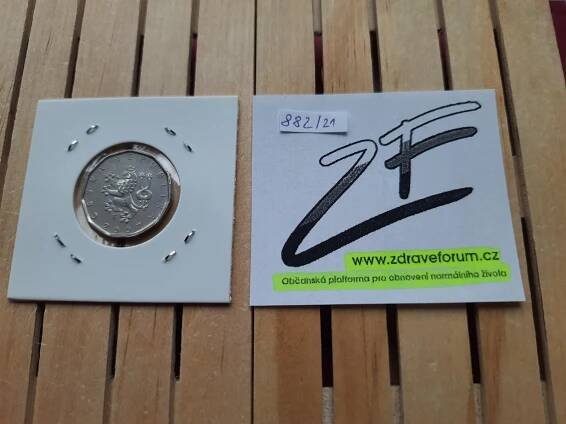 882/21
ZF
www.zdraveforum.cz
Občanská platforma pro obnovení normálního života